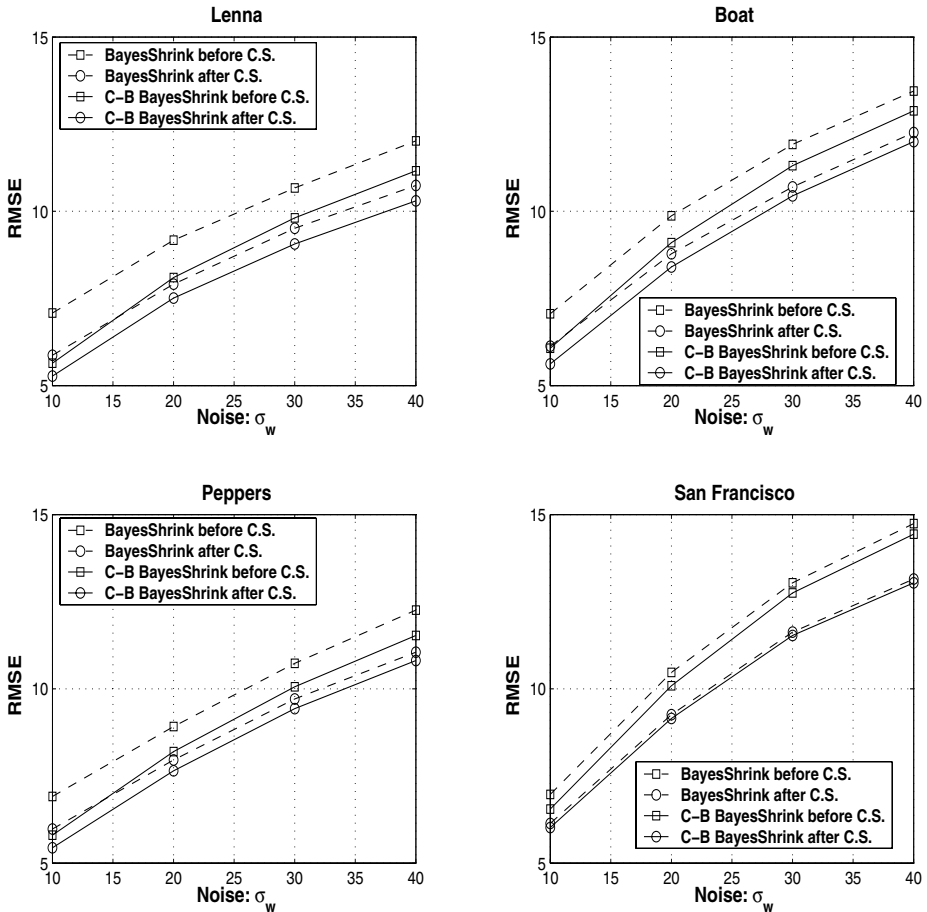 Lenna
15
10
5
RMSE
BayesShrink before C.S.
BayesShrink after C.S.
C−B BayesShrink before C.S.
C−B BayesShrink after C.S.
10 15 20 25 30 35 40
Noise: σw
Boat
15
10
5
RMSE
BayesShrink before C.S.
BayesShrink after C.S.
C−B BayesShrink before C.S.
C−B BayesShrink after C.S.
10 15 20 25 30 35 40
Noise: σw
Peppers
15
10
5
RMSE
BayesShrink before C.S.
BayesShrink after C.S.
C−B BayesShrink before C.S.
C−B BayesShrink after C.S.
10 15 20 25 30 35 40
Noise: σw
San Francisco
15
10
5
RMSE
BayesShrink before C.S.
BayesShrink after C.S.
C−B BayesShrink before C.S.
C−B BayesShrink after C.S.
10 15 20 25 30 35 40
Noise: σw